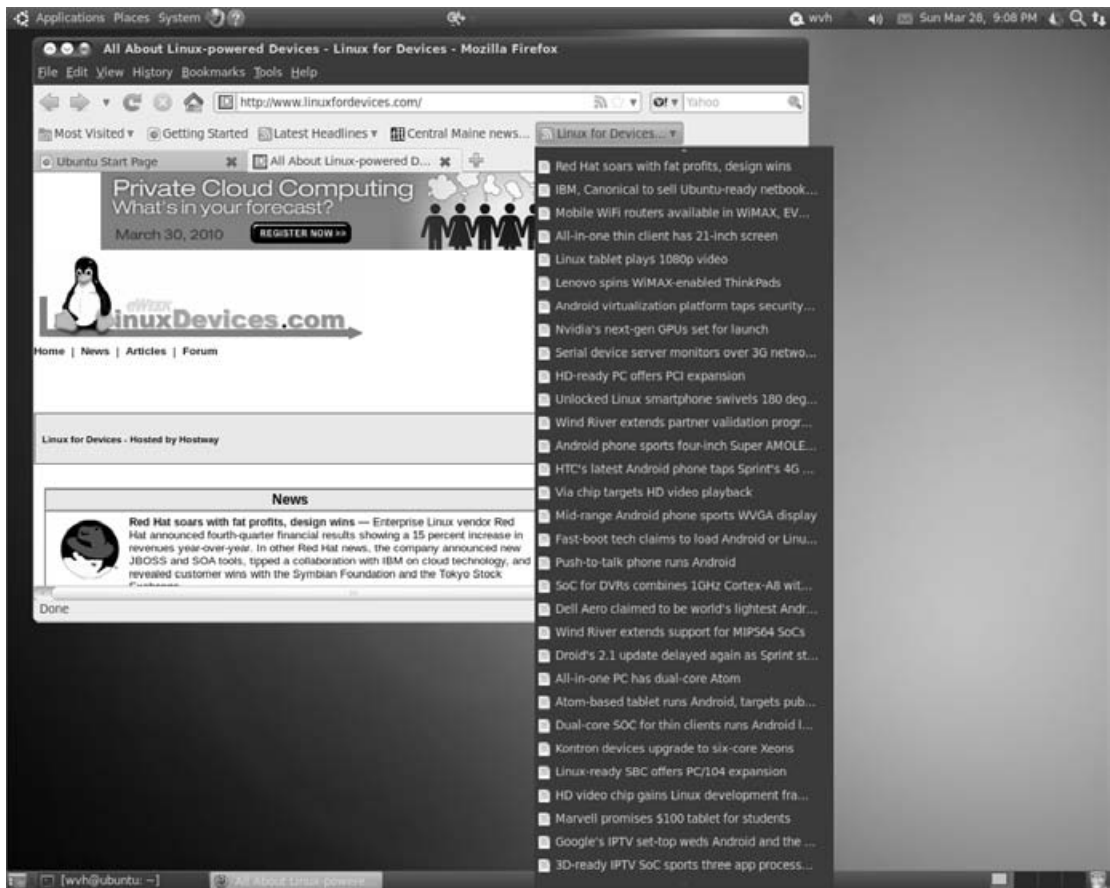 Applications Places System
wvh
Sun Mar 28, 9:08 PM
All About Linux-powered Devices - Linux for Devices - Mozilla Firefox
File Edit View History Bookmarks Tools Help
http://www.linuxfordevices.com/
Yahoo
Most Visited Getting Started Latest Headlines Central Maine news... Linux for Devices...
Ubuntu Start Page All About Linux-powered D...
Private Cloud Computing
What's in your forecast?
March 30, 2010 REGISTER NOW >>
eWEEK
LinuxDevices.com
Home | News | Articles | Forum
Linux for Devices - Hosted by Hostway
News
Red Hat soars with fat profits, design wins — Enterprise Linux vendor Red
Hat announced fourth-quarter financial results showing a 15 percent increase in
revenues year-over-year. In other Red Hat news, the company announced new
JBOSS and SOA tools, tipped a collaboration with IBM on cloud technology, and
revealed customer wins with the Symbian Foundation and the Tokyo Stock
Done
Red Hat soars with fat profits, design wins
IBM, Canonical to sell Ubuntu-ready netbook...
Mobile WiFi routers available in WiMAX, EV...
All-in-one thin client has 21-inch screen
Linux tablet plays 1080p video
Lenovo spins WiMAX-enabled ThinkPads
Android virtualization platform taps security...
Nvidia's next-gen GPUs set for launch
Serial device server monitors over 3G netwo...
HD-ready PC offers PCI expansion
Unlocked Linux smartphone swivels 180 deg...
Wind River extends partner validation progr...
Android phone sports four-inch Super AMOLE...
HTC's latest Android phone taps Sprint's 4G ...
Via chip targets HD video playback
Mid-range Android phone sports WVGA display
Fast-boot tech claims to load Android or Linu...
Push-to-talk phone runs Android
SoC for DVRs combines 1GHz Cortex-A8 wit...
Dell Aero claimed to be world's lightest Andr...
Wind River extends support for MIPS64 SoCs
Droid's 2.1 update delayed again as Sprint st...
All-in-one PC has dual-core Atom
Atom-based tablet runs Android, targets pub...
Dual-core SOC for thin clients runs Android l...
Kontron devices upgrade to six-core Xeons
Linux-ready SBC offers PC/104 expansion
HD video chip gains Linux development fra...
Marvell promises $100 tablet for students
Google's IPTV set-top weds Android and the ...
3D-ready IPTV SoC sports three app process...
[wvh@ubuntu: ~] All About Linux-powere...